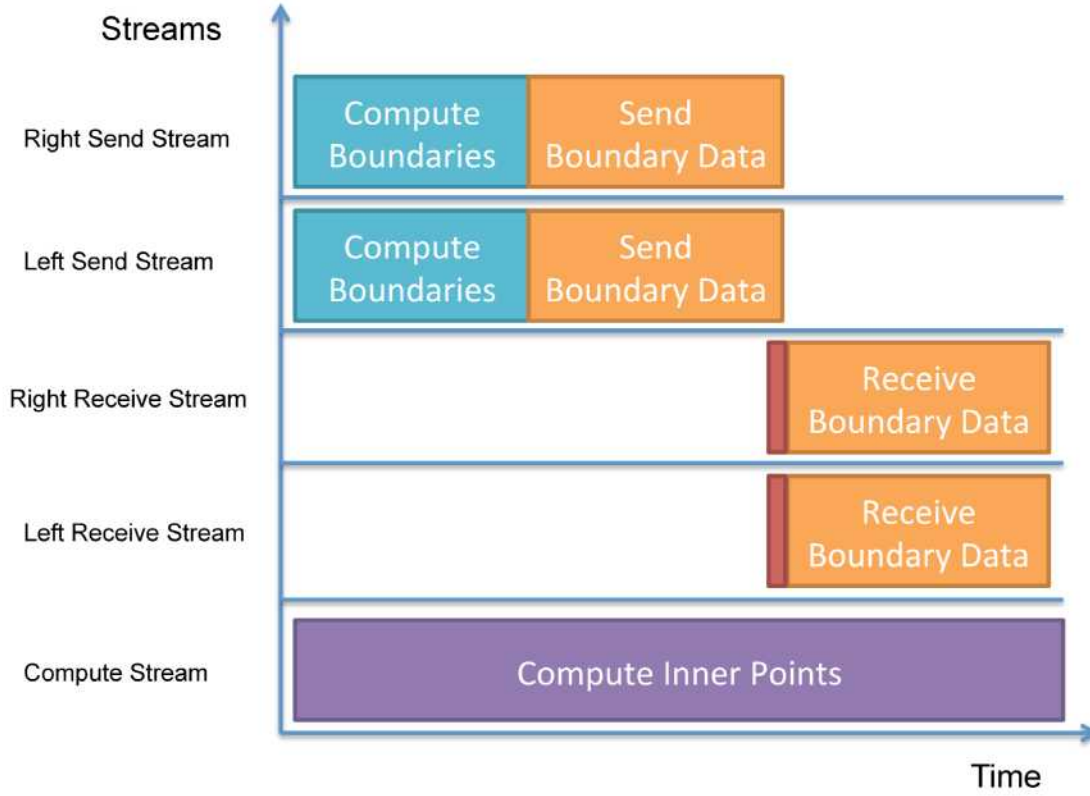 Streams
Right Send Stream
Compute
Boundaries
Send
Boundary Data
Left Send Stream
Compute
Boundaries
Send
Boundary Data
Right Receive Stream
Receive
Boundary Data
Left Receive Stream
Receive
Boundary Data
Compute Stream
Compute Inner Points
Time